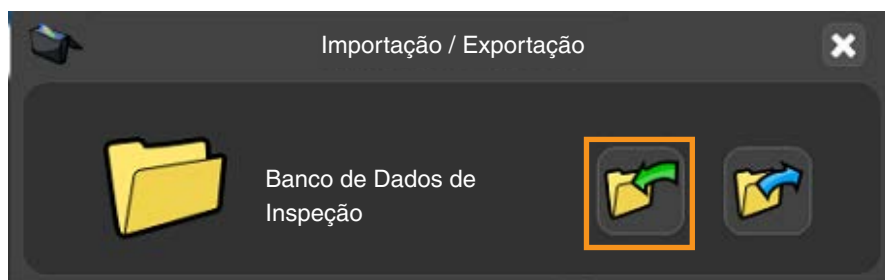 Importação / Exportação
Banco de Dados de
Inspeção